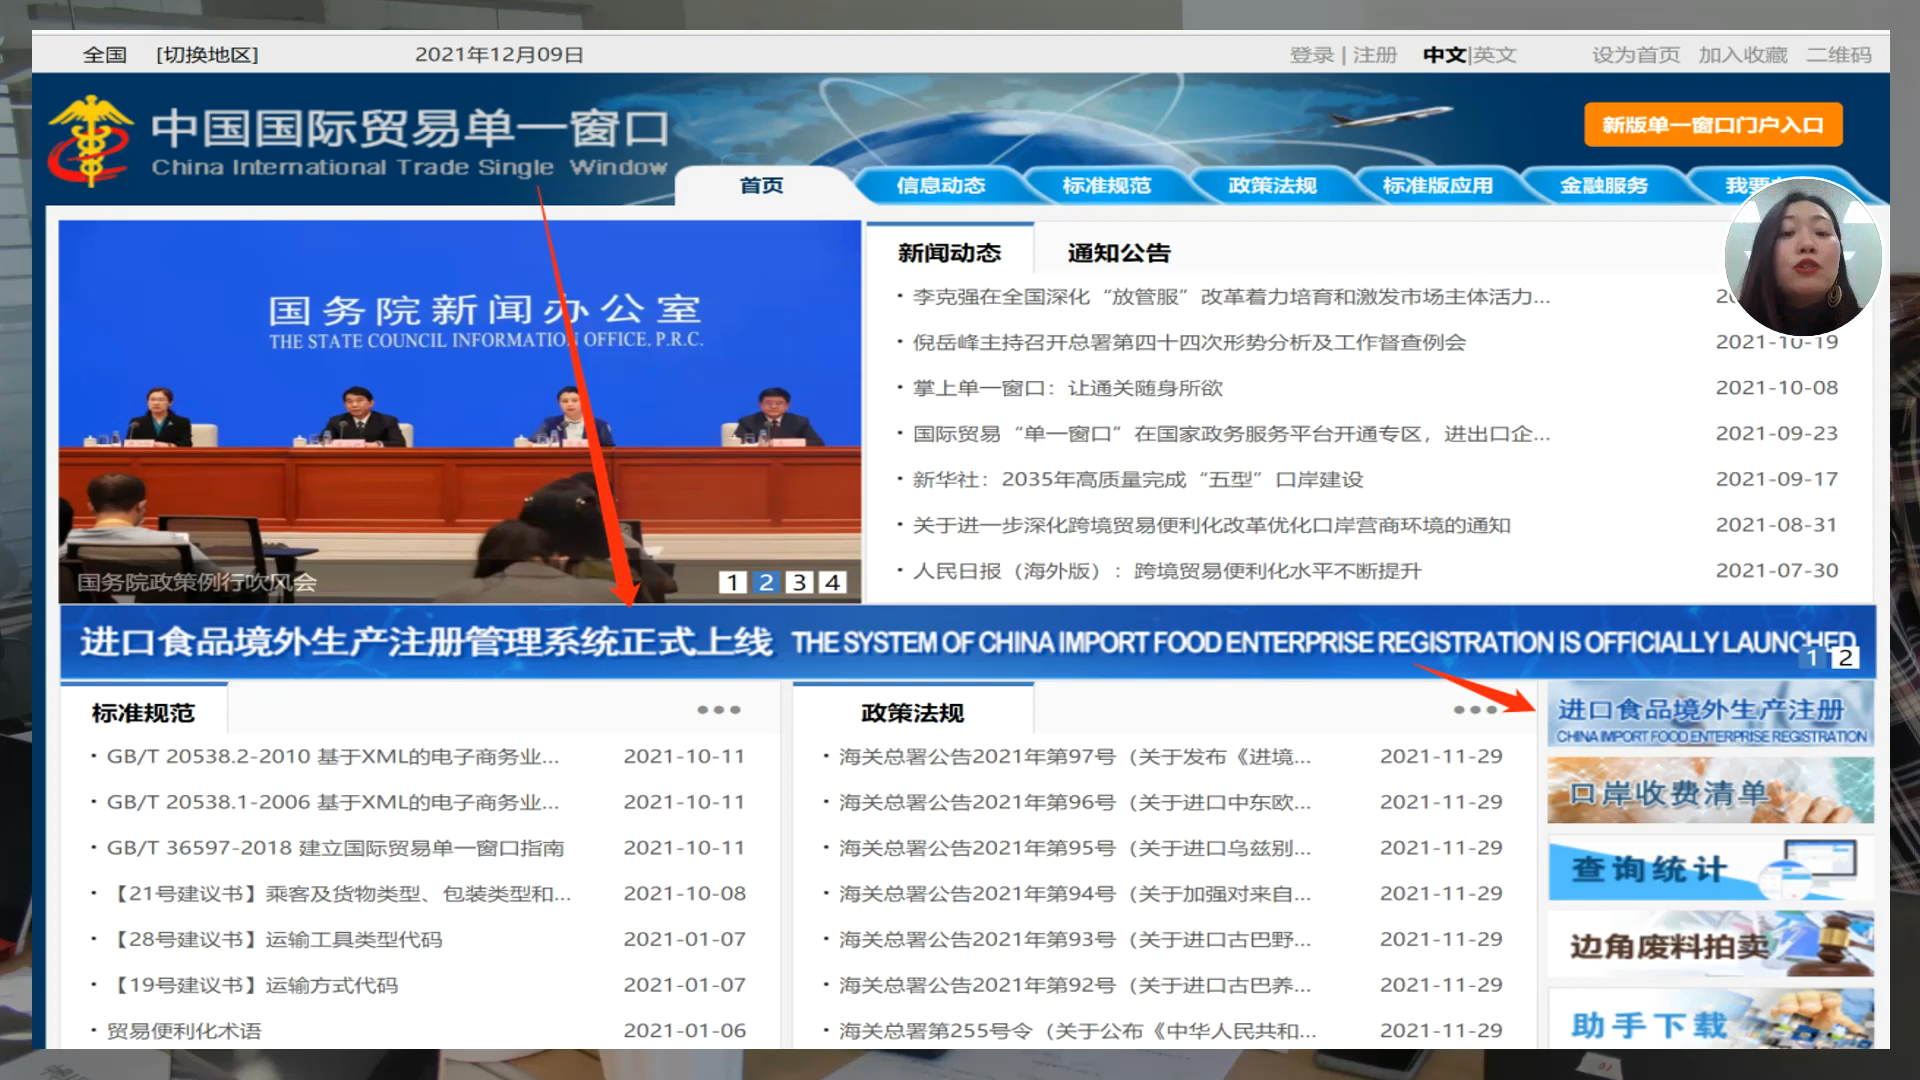 全国 [切换地区] 2021年12月09日 登录 | 注册 中文|英文 设为首页 加入收藏 二维码
中国国际贸易单一窗口
China International Trade Single Window
新版单一窗口门户入口
首页 信息动态 标准规范 政策法规 标准版应用 金融服务 我要
国务院新闻办公室
THE STATE COUNCIL INFORMATION OFFICE, P.R.C.
国务院政策例行吹风会
1 2 3 4
新闻动态 通知公告
· 李克强在全国深化“放管服”改革着力培育和激发市场主体活力...
· 倪岳峰主持召开总署第四十四次形势分析及工作督查例会 2021-10-19
· 掌上单一窗口：让通关随身所欲 2021-10-08
· 国际贸易“单一窗口”在国家政务服务平台开通专区，进出口企... 2021-09-23
· 新华社：2035年高质量完成“五型”口岸建设 2021-09-17
· 关于进一步深化跨境贸易便利化改革优化口岸营商环境的通知 2021-08-31
· 人民日报（海外版）：跨境贸易便利化水平不断提升 2021-07-30
进口食品境外生产注册管理系统正式上线 THE SYSTEM OF CHINA IMPORT FOOD ENTERPRISE REGISTRATION IS OFFICIALLY LAUNCHED
1 2
标准规范
· GB/T 20538.2-2010 基于XML的电子商务业... 2021-10-11
· GB/T 20538.1-2006 基于XML的电子商务业... 2021-10-11
· GB/T 36597-2018 建立国际贸易单一窗口指南 2021-10-11
· 【21号建议书】乘客及货物类型、包装类型和... 2021-10-08
· 【28号建议书】运输工具类型代码 2021-01-07
· 【19号建议书】运输方式代码 2021-01-07
· 贸易便利化术语 2021-01-06
政策法规
· 海关总署公告2021年第97号（关于发布《进境... 2021-11-29
· 海关总署公告2021年第96号（关于进口中东欧... 2021-11-29
· 海关总署公告2021年第95号（关于进口乌兹别... 2021-11-29
· 海关总署公告2021年第94号（关于加强对来自... 2021-11-29
· 海关总署公告2021年第93号（关于进口古巴野... 2021-11-29
· 海关总署公告2021年第92号（关于进口古巴养... 2021-11-29
· 海关总署第255号令（关于公布《中华人民共和... 2021-11-29
进口食品境外生产注册
CHINA IMPORT FOOD ENTERPRISE REGISTRATION
口岸收费清单
查询统计
边角废料拍卖
助手下载